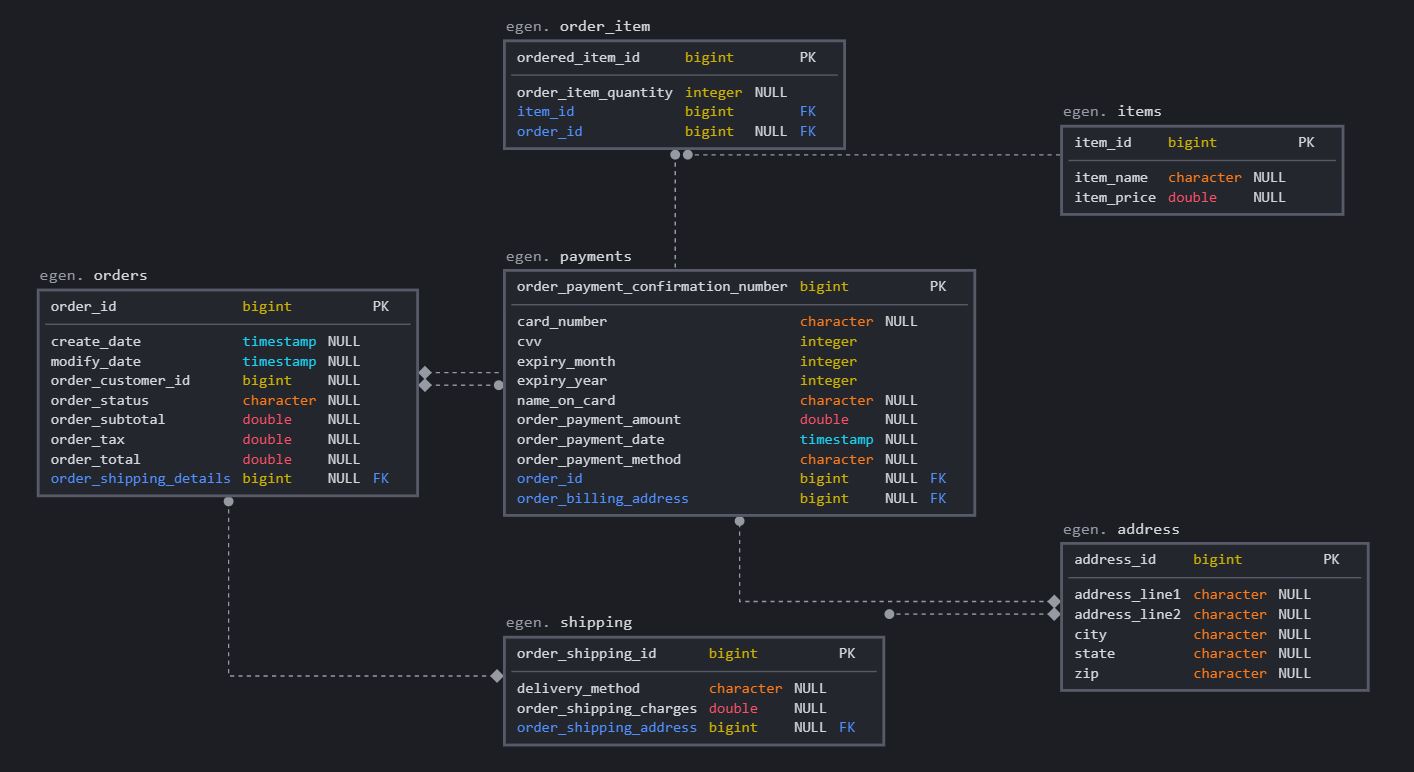 egen. order_item
ordered_item_id bigint PK
order_item_quantity integer NULL
item_id bigint FK
order_id bigint NULL FK
egen. items
item_id bigint PK
item_name character NULL
item_price double NULL
egen. orders
order_id bigint PK
create_date timestamp NULL
modify_date timestamp NULL
order_customer_id bigint NULL
order_status character NULL
order_subtotal double NULL
order_tax double NULL
order_total double NULL
order_shipping_details bigint NULL FK
egen. payments
order_payment_confirmation_number bigint PK
card_number character NULL
cvv integer
expiry_month integer
expiry_year integer
name_on_card character NULL
order_payment_amount double NULL
order_payment_date timestamp NULL
order_payment_method character NULL
order_id bigint NULL FK
order_billing_address bigint NULL FK
egen. address
address_id bigint PK
address_line1 character NULL
address_line2 character NULL
city character NULL
state character NULL
zip character NULL
egen. shipping
order_shipping_id bigint PK
delivery_method character NULL
order_shipping_charges double NULL
order_shipping_address bigint NULL FK